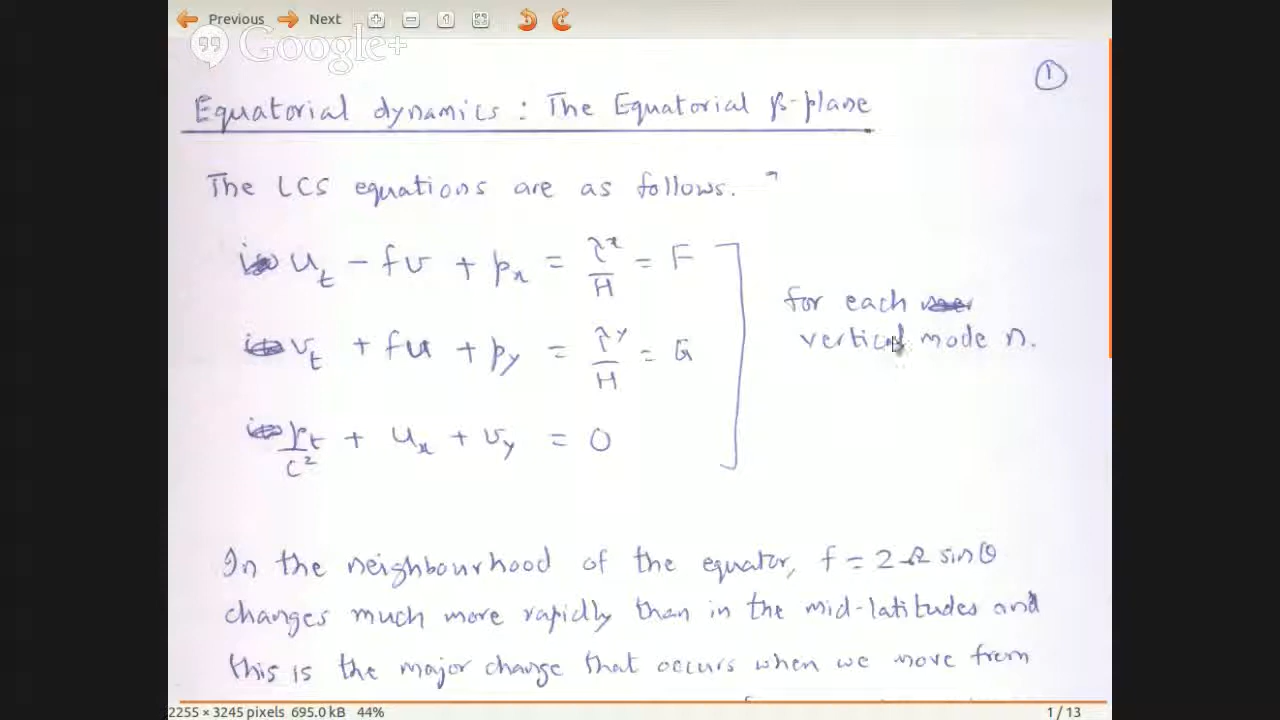 Previous Next
Google+
1
Equatorial dynamics : The Equatorial β-plane
The LCS equations are as follows.
u_t - fv + p_x = τ^x/H = F
for each
vertical mode n.
v_t + fu + p_y = τ^y/H = G
p_t/c^2 + u_x + v_y = 0
In the neighbourhood of the equator, f = 2 Ω sin θ
changes much more rapidly than in the mid-latitudes and
this is the major change that occurs when we move from
2255 × 3245 pixels 695.0 kB 44%
1 / 13